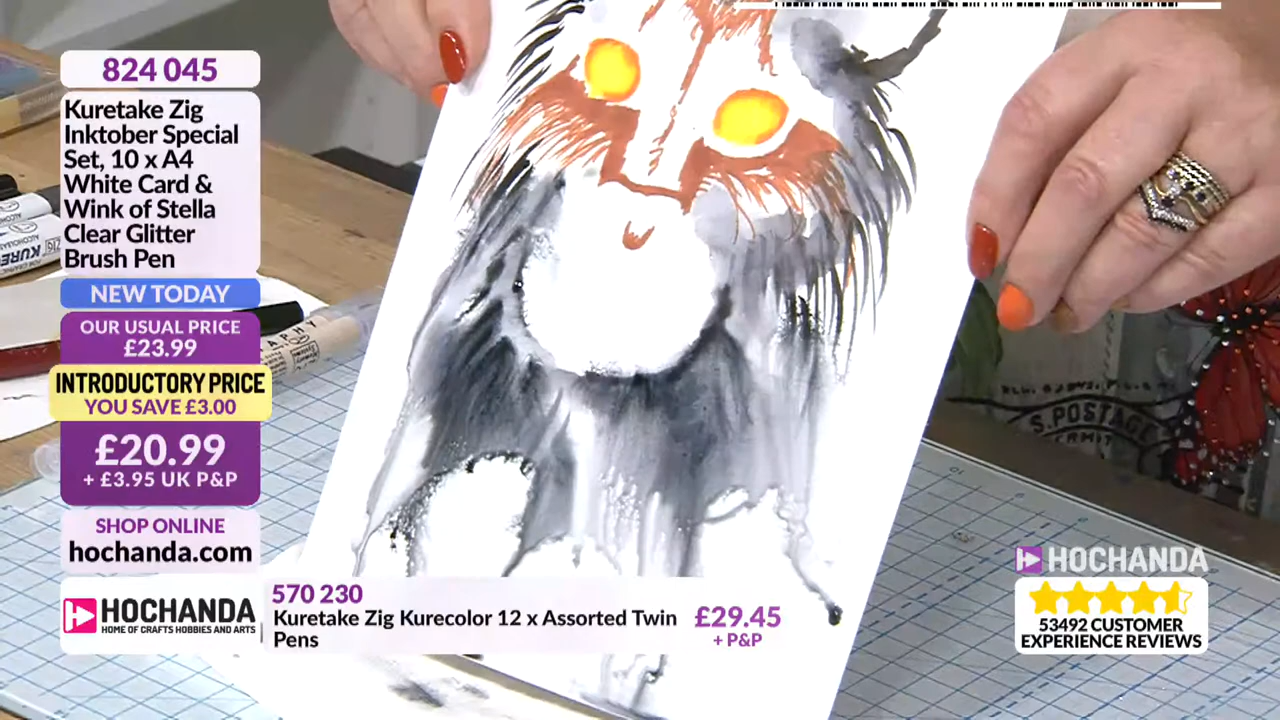 824 045
Kuretake Zig
Inktober Special
Set, 10 x A4
White Card &
Wink of Stella
Clear Glitter
Brush Pen
NEW TODAY
OUR USUAL PRICE
£23.99
INTRODUCTORY PRICE
YOU SAVE £3.00
£20.99
+ £3.95 UK P&P
SHOP ONLINE
hochanda.com
HOCHANDA
HOME OF CRAFTS HOBBIES AND ARTS
570 230
Kuretake Zig Kurecolor 12 x Assorted Twin
Pens
£29.45
+ P&P
HOCHANDA
53492 CUSTOMER
EXPERIENCE REVIEWS
S.POSTAGE